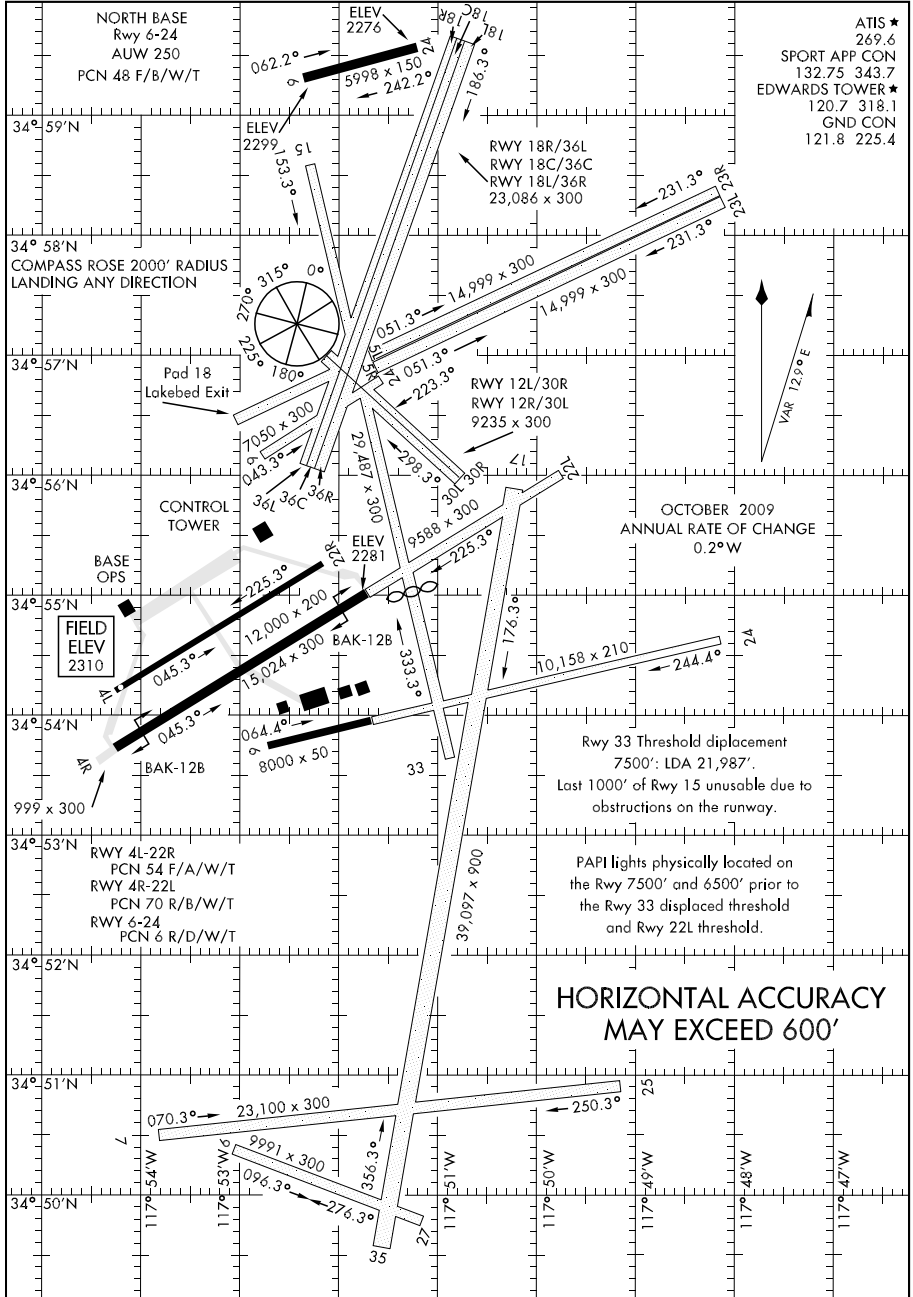 NORTH BASE
Rwy 6-24
AUW 250
PCN 48 F/B/W/T
ELEV
2276
18R
18C
18L
ATIS ★
269.6
SPORT APP CON
132.75 343.7
EDWARDS TOWER ★
120.7 318.1
GND CON
121.8 225.4
062.2°
24
6
5998 x 150
242.2°
186.3°
34° 59'N
ELEV
2299
15
153.3°
RWY 18R/36L
RWY 18C/36C
RWY 18L/36R
23,086 x 300
231.3°
23L 23R
34° 58'N
231.3°
COMPASS ROSE 2000' RADIUS
LANDING ANY DIRECTION
315°
0°
270°
225°
180°
051.3°
14,999 x 300
14,999 x 300
5L
5R
24
051.3°
34° 57'N
223.3°
Pad 18
Lakebed Exit
RWY 12L/30R
RWY 12R/30L
9235 x 300
VAR 12.9° E
7050 x 300
6
043.3°
29,487 x 300
298.3°
17
36L
36C
36R
30L 30R
22L
34° 56'N
CONTROL
TOWER
OCTOBER 2009
ANNUAL RATE OF CHANGE
0.2° W
9588 x 300
225.3°
ELEV
2281
BASE
OPS
22R
225.3°
34° 55'N
12,000 x 200
BAK-12B
176.3°
FIELD
ELEV
2310
045.3°
15,024 x 300
333.3°
24
10,158 x 210
244.4°
4L
34° 54'N
045.3°
064.4°
6
8000 x 50
BAK-12B
4R
33
999 x 300
Rwy 33 Threshold diplacement
7500': LDA 21,987'.
Last 1000' of Rwy 15 unusable due to
obstructions on the runway.
34° 53'N
RWY 4L-22R
PCN 54 F/A/W/T
RWY 4R-22L
PCN 70 R/B/W/T
RWY 6-24
PCN 6 R/D/W/T
39,097 x 900
PAPI lights physically located on
the Rwy 7500' and 6500' prior to
the Rwy 33 displaced threshold
and Rwy 22L threshold.
34° 52'N
HORIZONTAL ACCURACY
MAY EXCEED 600'
34° 51'N
070.3°
23,100 x 300
25
250.3°
7
9
9991 x 300
096.3°
276.3°
356.3°
34° 50'N
117° 54'W
117° 53'W
117° 51'W
117° 50'W
117° 49'W
117° 48'W
117° 47'W
27
35